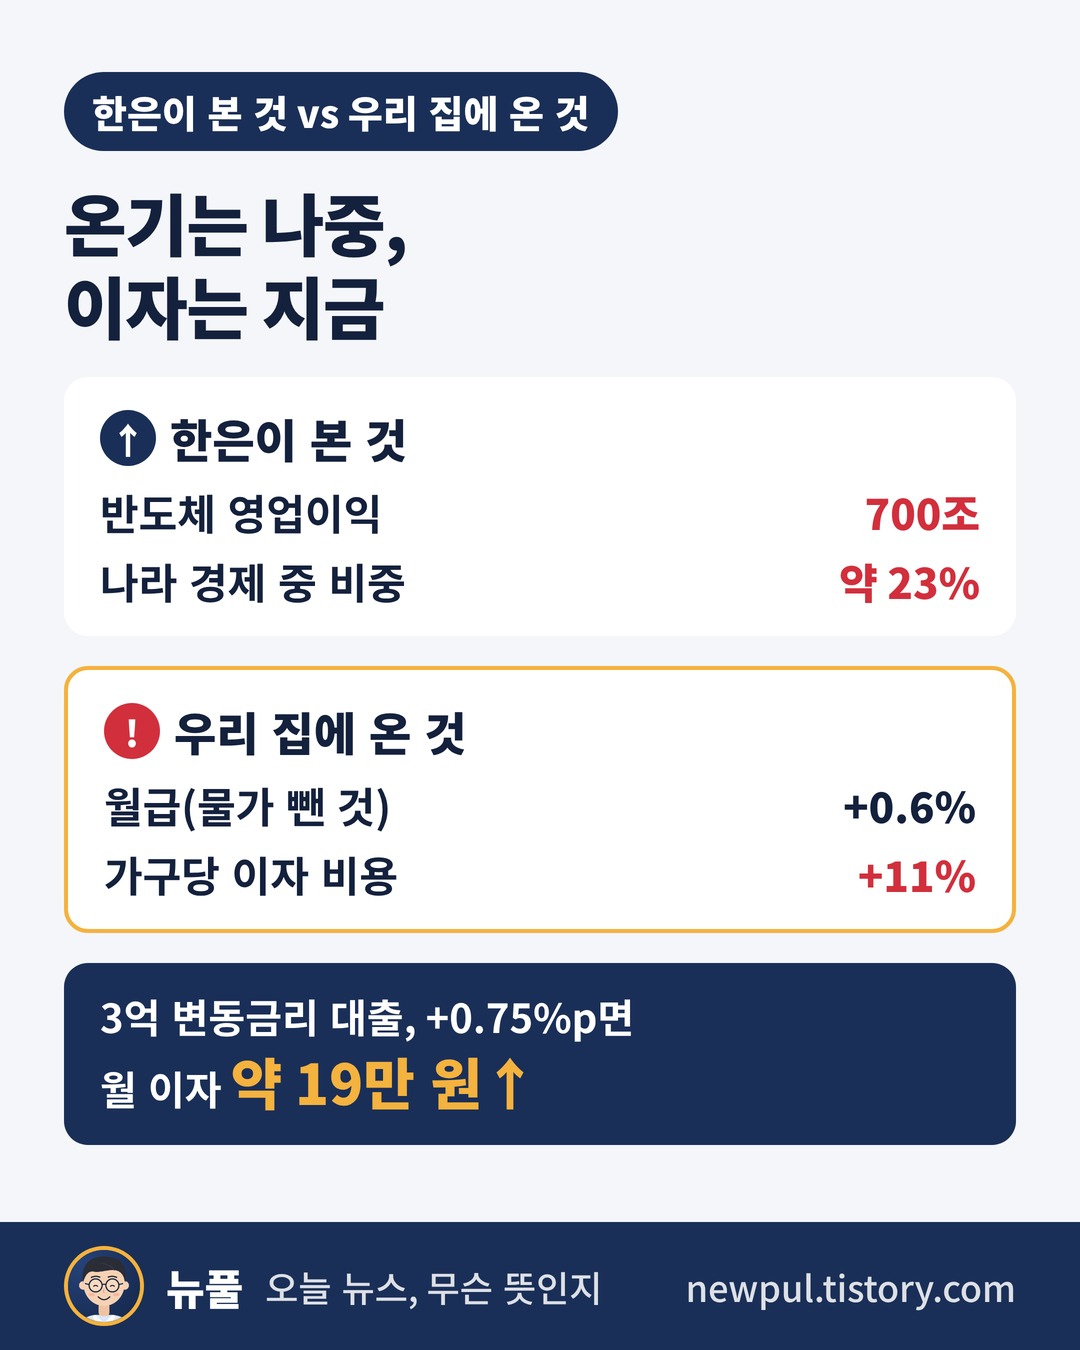 한은이 본 것 vs 우리 집에 온 것
온기는 나중,
이자는 지금
↑ 한은이 본 것
반도체 영업이익 700조
나라 경제 중 비중 약 23%
! 우리 집에 온 것
월급(물가 뺀 것) +0.6%
가구당 이자 비용 +11%
3억 변동금리 대출, +0.75%p면
월 이자 약 19만 원↑
뉴풀 오늘 뉴스, 무슨 뜻인지 newpul.tistory.com